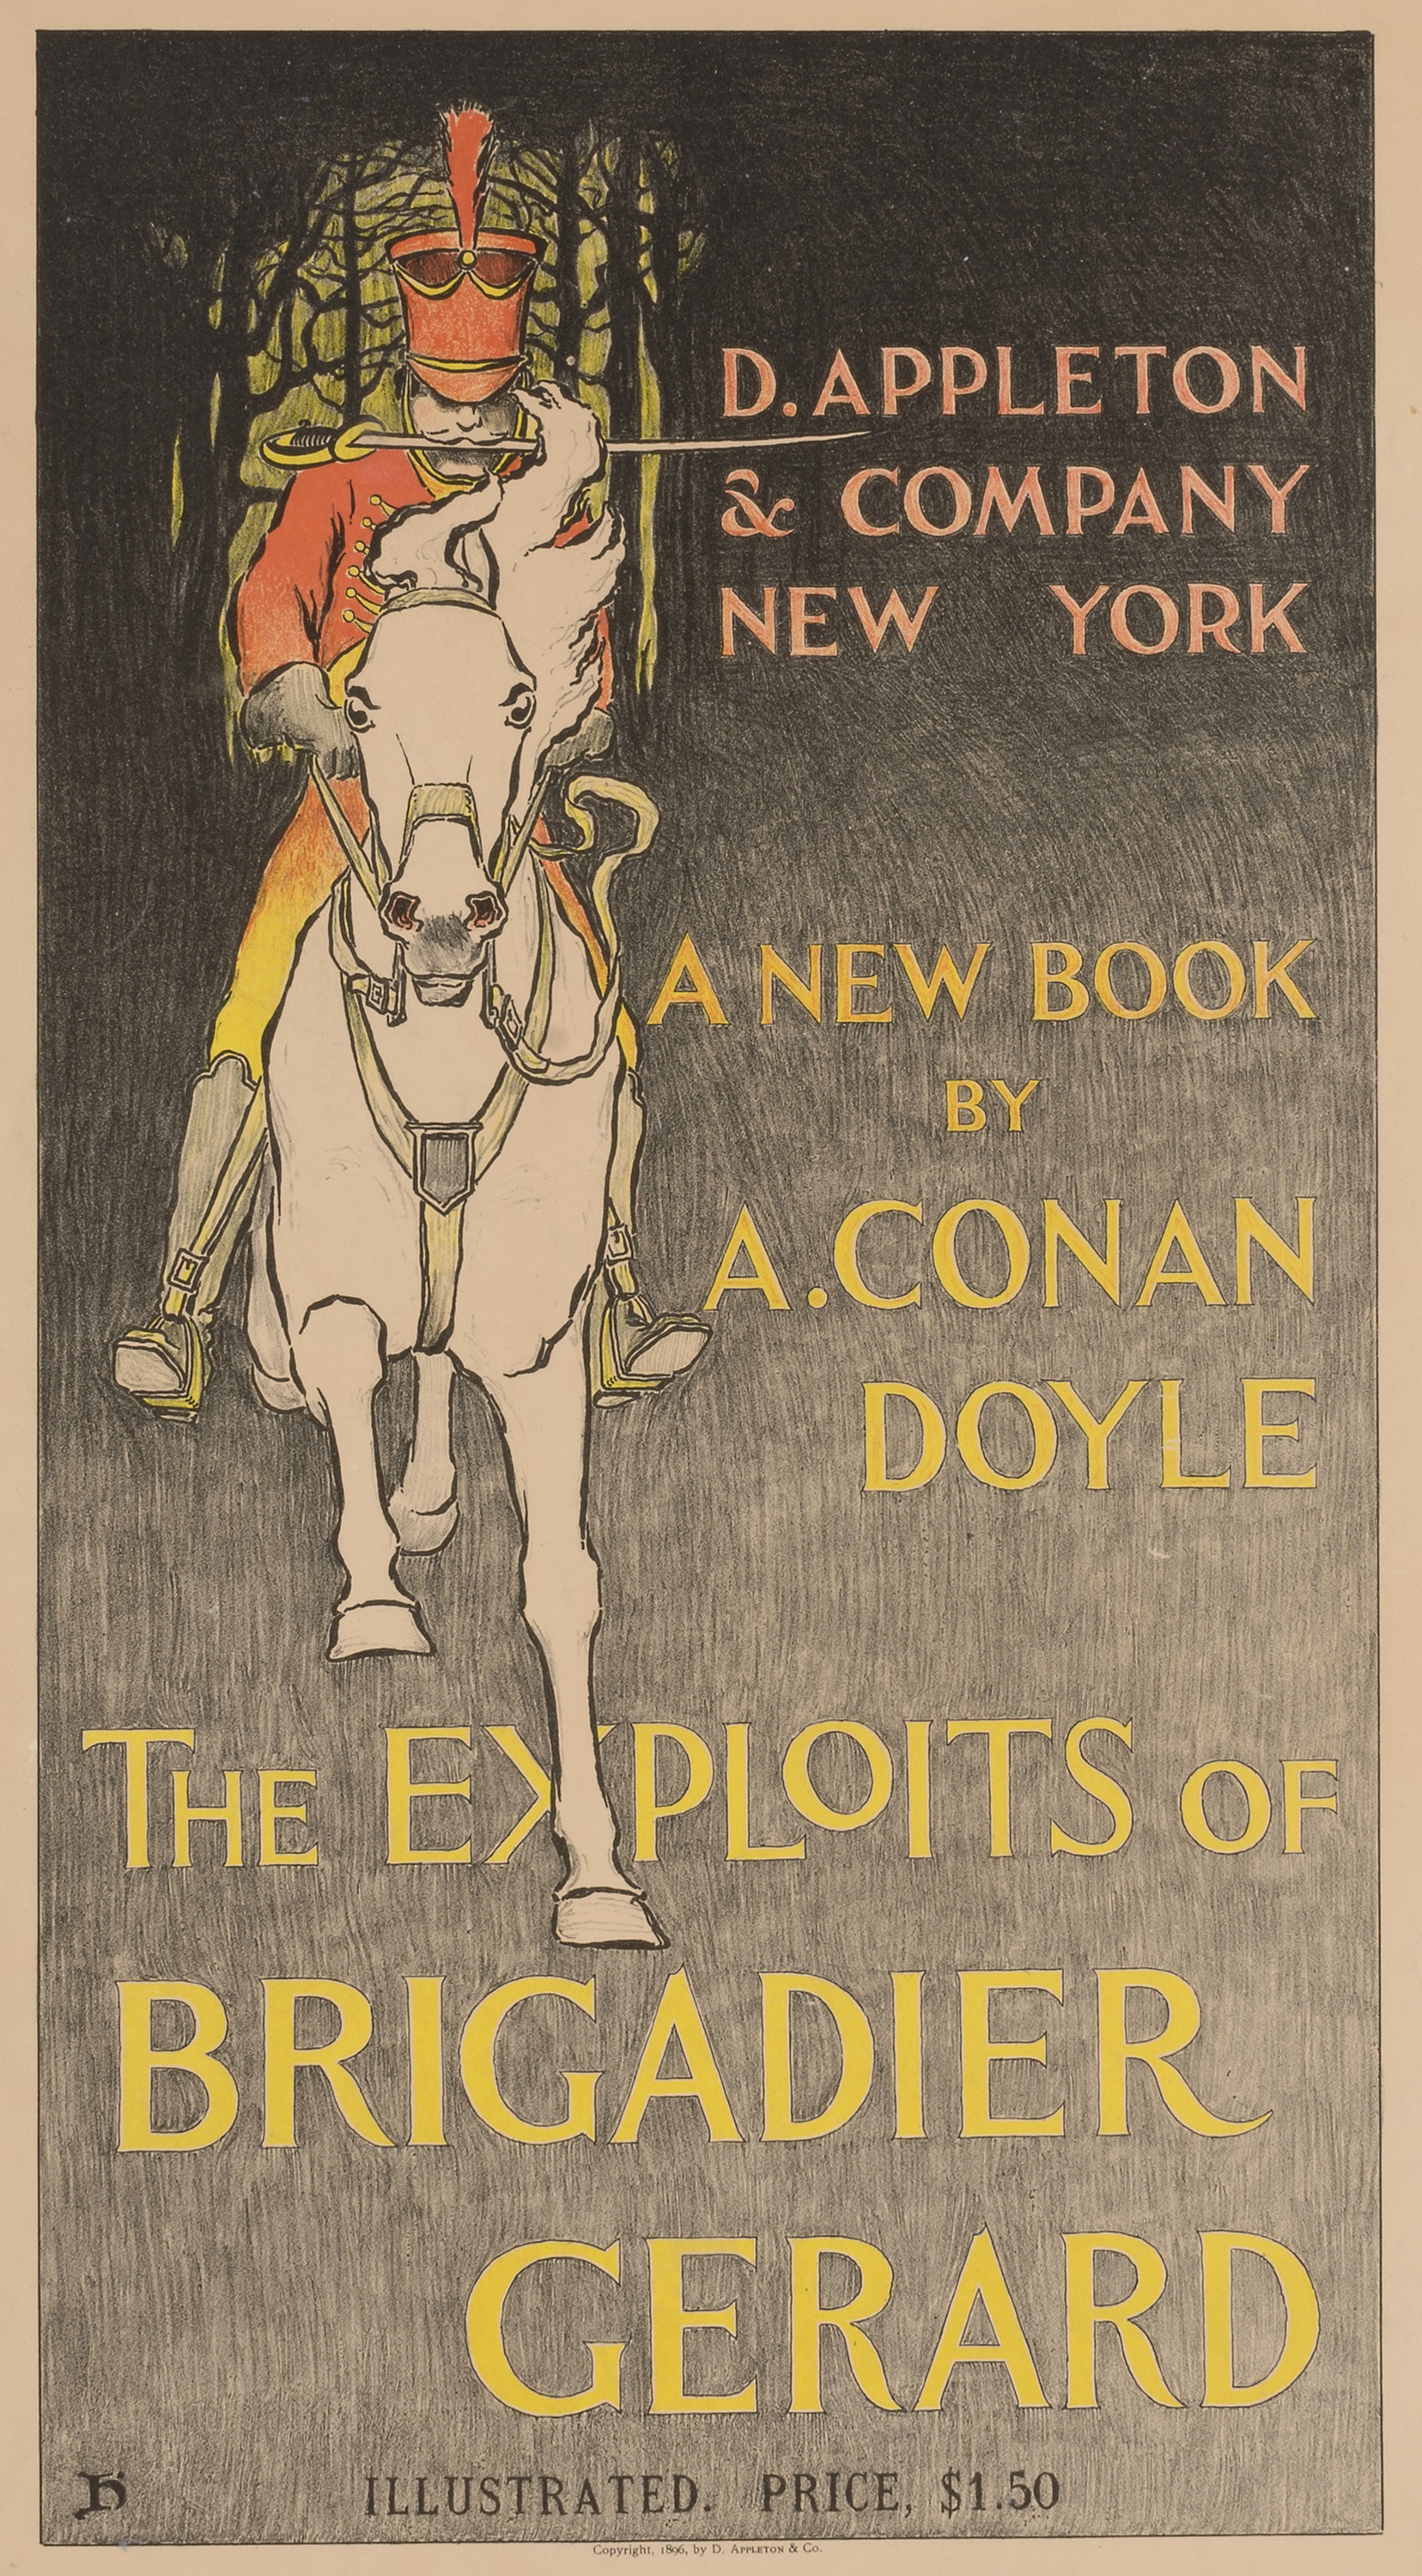 D. APPLETON
& COMPANY
NEW YORK
A NEW BOOK
BY
A. CONAN
DOYLE
THE EXPLOITS OF
BRIGADIER
GERARD
H
ILLUSTRATED. PRICE, $1.50
Copyright, 1896, by D. APPLETON & Co.